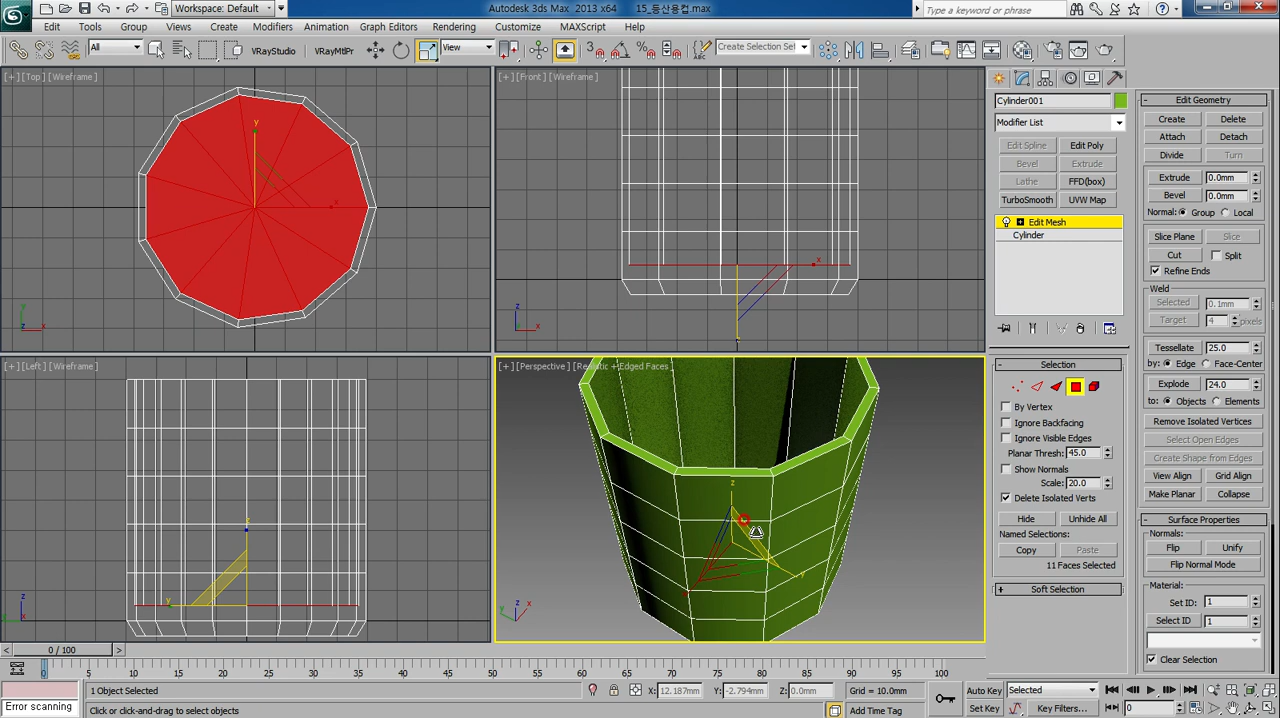 Workspace: Default
Autodesk 3ds Max 2013 x64 15_등산용컵.max
Type a keyword or phrase
Edit Tools Group Views Create Modifiers Animation Graph Editors Rendering Customize MAXScript Help
All VRayStudio VRayMtlPr View Create Selection Set
[+] [Top] [Wireframe]
[+] [Front] [Wireframe]
[+] [Left] [Wireframe]
[+] [Perspective] [Realistic + Edged Faces]
Cylinder001
Modifier List
Edit Spline Edit Poly
Bevel Extrude
Lathe FFD(box)
TurboSmooth UVW Map
Edit Mesh
Cylinder
Selection
By Vertex
Ignore Backfacing
Ignore Visible Edges
Planar Thresh: 45.0
Show Normals
Scale: 20.0
Delete Isolated Verts
Hide Unhide All
Named Selections:
Copy Paste
11 Faces Selected
Soft Selection
Edit Geometry
Create Delete
Attach Detach
Divide Turn
Extrude 0.0mm
Bevel 0.0mm
Normal: Group Local
Slice Plane Slice
Cut Split
Refine Ends
Weld
Selected 0.1mm
Target 4 pixels
Tessellate 25.0
by: Edge Face-Center
Explode 24.0
to: Objects Elements
Remove Isolated Vertices
Select Open Edges
Create Shape from Edges
View Align Grid Align
Make Planar Collapse
Surface Properties
Normals:
Flip Unify
Flip Normal Mode
Material:
Set ID: 1
Select ID 1
Clear Selection
0 / 100
0 5 10 15 20 25 30 35 40 45 50 55 60 65 70 75 80 85 90 95 100
1 Object Selected X: 12.187mm Y: -2.794mm Z: 0.0mm Grid = 10.0mm Auto Key Selected
Error scanning Click or click-and-drag to select objects Add Time Tag Set Key Key Filters... 0